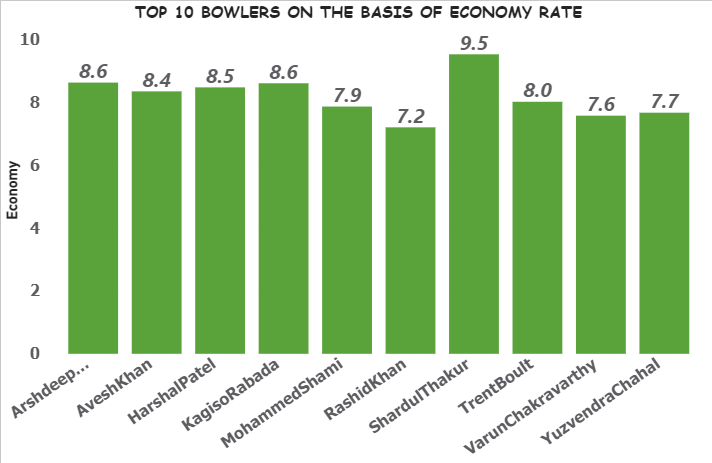 TOP 10 BOWLERS ON THE BASIS OF ECONOMY RATE
Economy
10
8
6
4
2
0
8.6
8.4
8.5
8.6
7.9
7.2
9.5
8.0
7.6
7.7
Arshdeep...
AveshKhan
HarshalPatel
KagisoRabada
MohammedShami
RashidKhan
ShardulThakur
TrentBoult
VarunChakravarthy
YuzvendraChahal